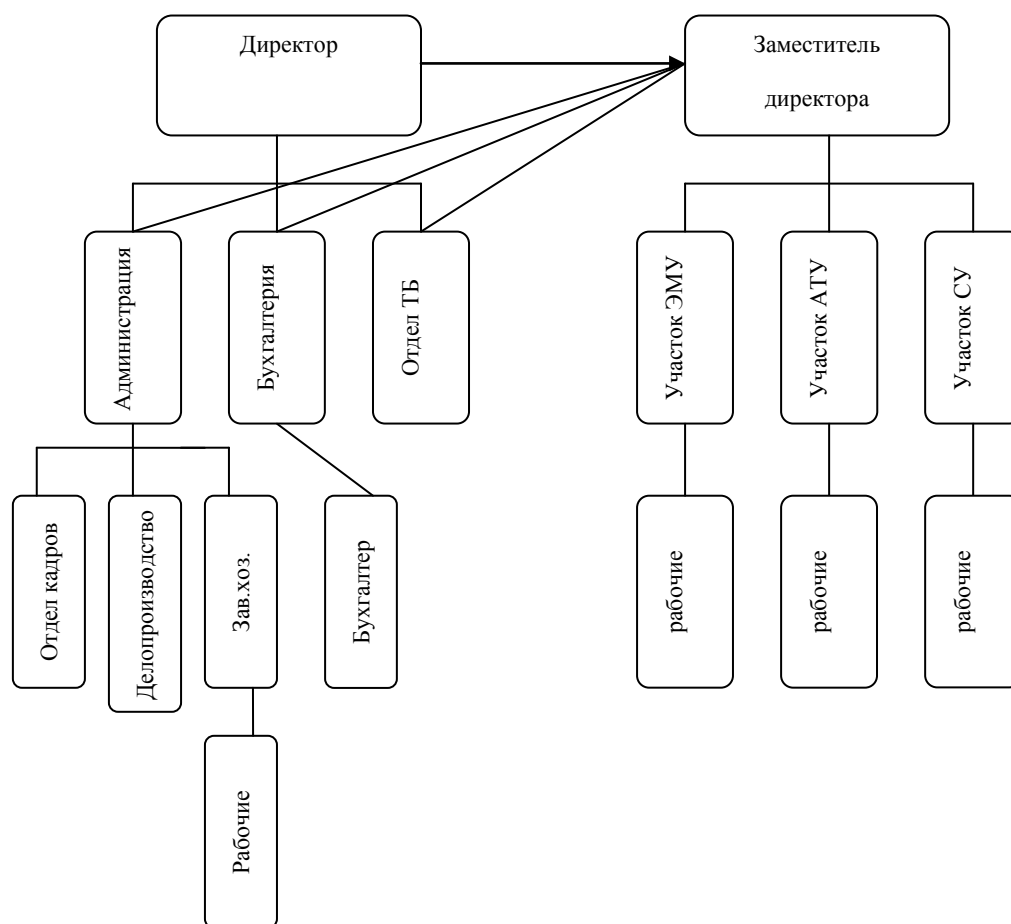 Директор
Заместитель
директора
Администрация
Бухгалтерия
Отдел ТБ
Участок ЭМУ
Участок АТУ
Участок СУ
Отдел кадров
Делопроизводство
Зав.хоз.
Бухгалтер
рабочие
рабочие
рабочие
Рабочие